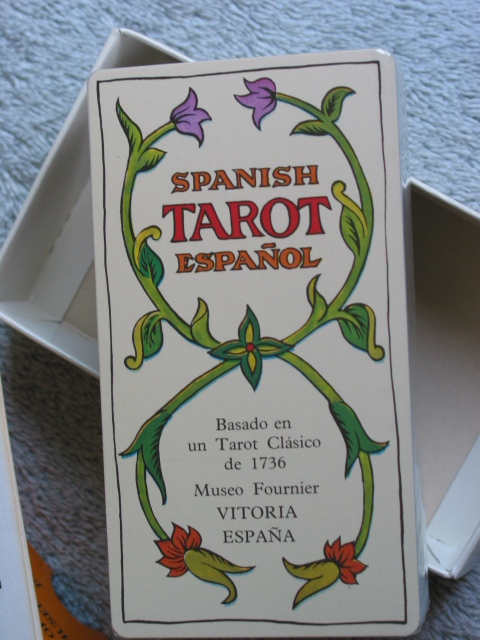 SPANISH
TAROT
ESPAÑOL
Basado en
un Tarot Clásico
de 1736
Museo Fournier
VITORIA
ESPAÑA